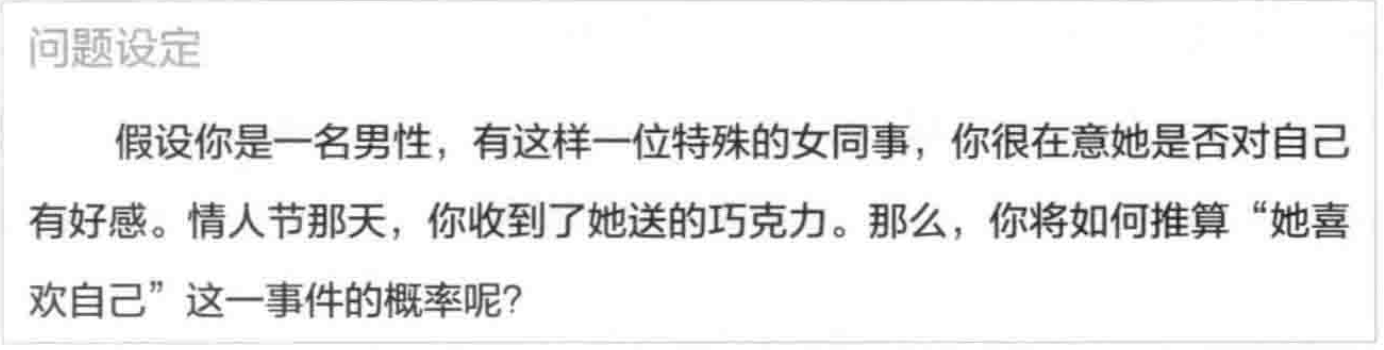 问题设定
假设你是一名男性，有这样一位特殊的女同事，你很在意她是否对自己
有好感。情人节那天，你收到了她送的巧克力。那么，你将如何推算“她喜
欢自己”这一事件的概率呢？